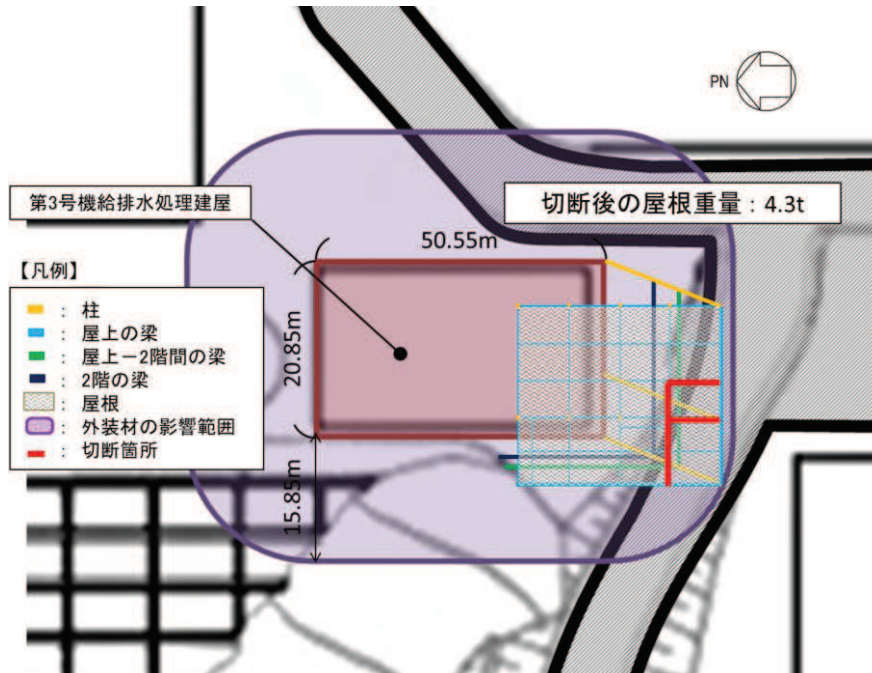 PN
第3号機給排水処理建屋
切断後の屋根重量：4.3t
50.55m
20.85m
15.85m
【凡例】
：柱
：屋上の梁
：屋上－2階間の梁
：2階の梁
：屋根
：外装材の影響範囲
：切断箇所